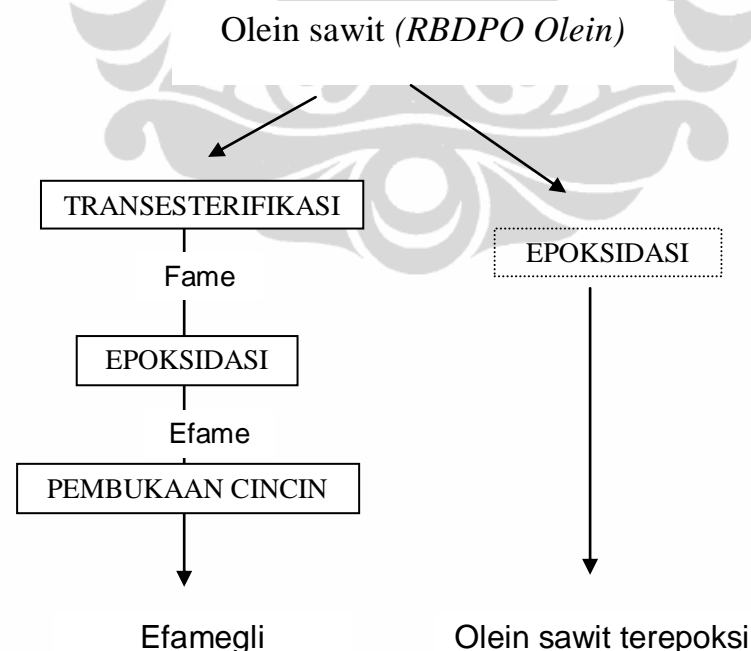 Olein sawit (RBDPO Olein)
TRANSESTERIFIKASI
Fame
EPOKSIDASI
Efame
PEMBUKAAN CINCIN
Efamegli
EPOKSIDASI
Olein sawit terepoksi